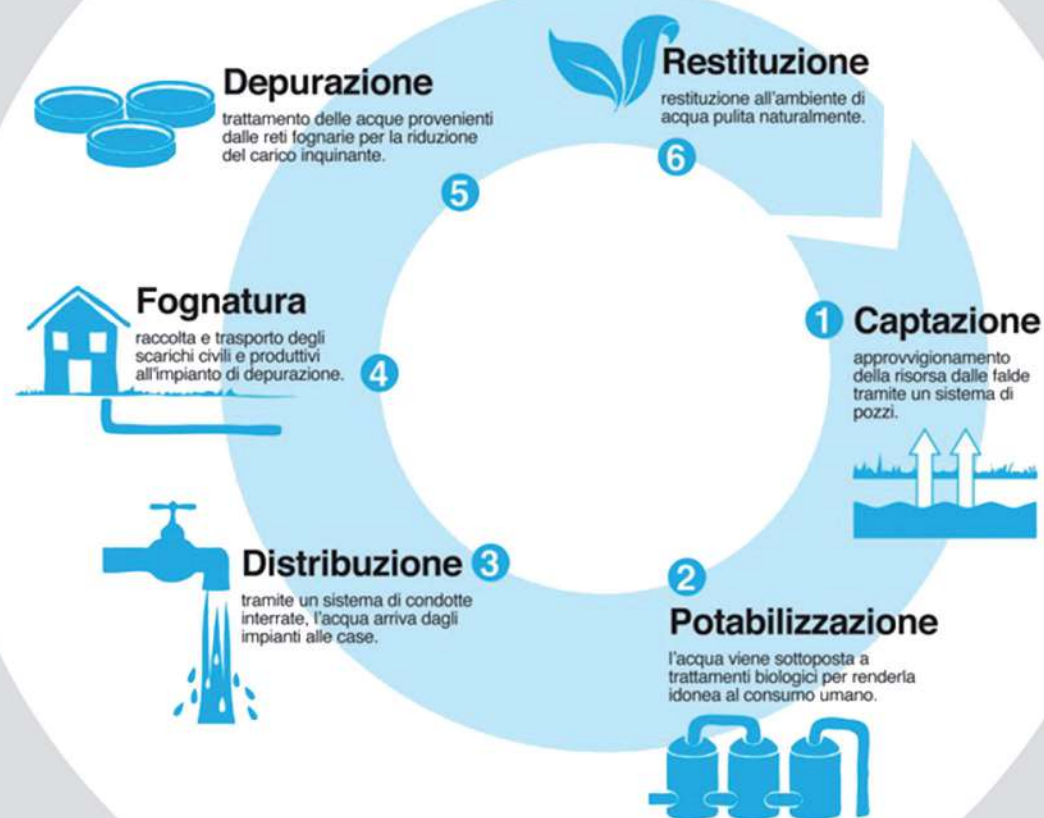 1 Captazione
approvvigionamento
della risorsa dalle falde
tramite un sistema di
pozzi.
2
Potabilizzazione
l'acqua viene sottoposta a
trattamenti biologici per renderla
idonea al consumo umano.
Distribuzione 3
tramite un sistema di condotte
interrate, l'acqua arriva dagli
impianti alle case.
Fognatura
raccolta e trasporto degli
scarichi civili e produttivi
all'impianto di depurazione. 4
Depurazione
trattamento delle acque provenienti
dalle reti fognarie per la riduzione
del carico inquinante.
5
Restituzione
restituzione all'ambiente di
acqua pulita naturalmente.
6